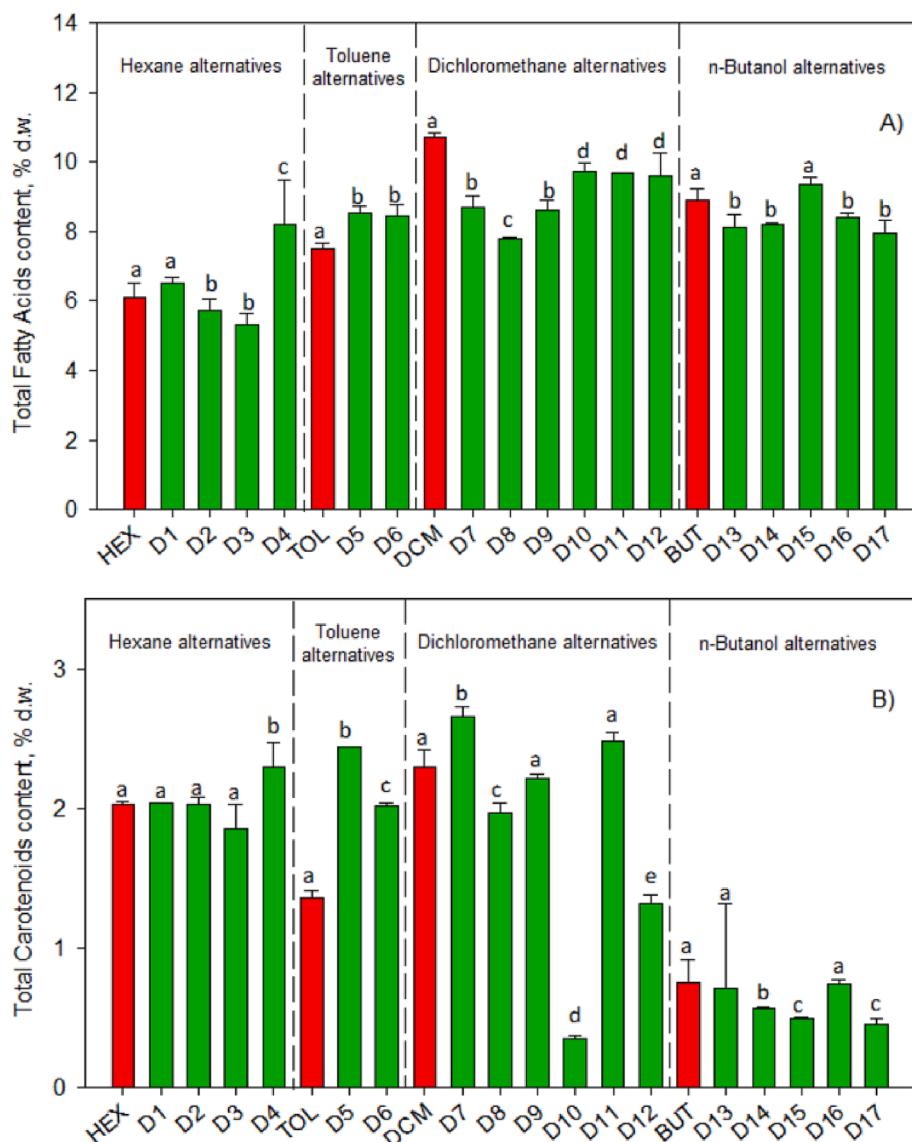 14
12
10
8
6
4
2
0
Total Fatty Acids content, % d.w.
Hexane alternatives
Toluene
alternatives
Dichloromethane alternatives
n-Butanol alternatives
A)
a a b b c a b b a b c b d d d a b b a b b
HEX D1 D2 D3 D4 TOL D5 D6 DCM D7 D8 D9 D10 D11 D12 BUT D13 D14 D15 D16 D17
3
2
1
0
Total Carotenoids content, % d.w.
Hexane alternatives
Toluene
alternatives
Dichloromethane alternatives
n-Butanol alternatives
B)
a a a a b a b c a b c a d a e a a b c a c
HEX D1 D2 D3 D4 TOL D5 D6 DCM D7 D8 D9 D10 D11 D12 BUT D13 D14 D15 D16 D17